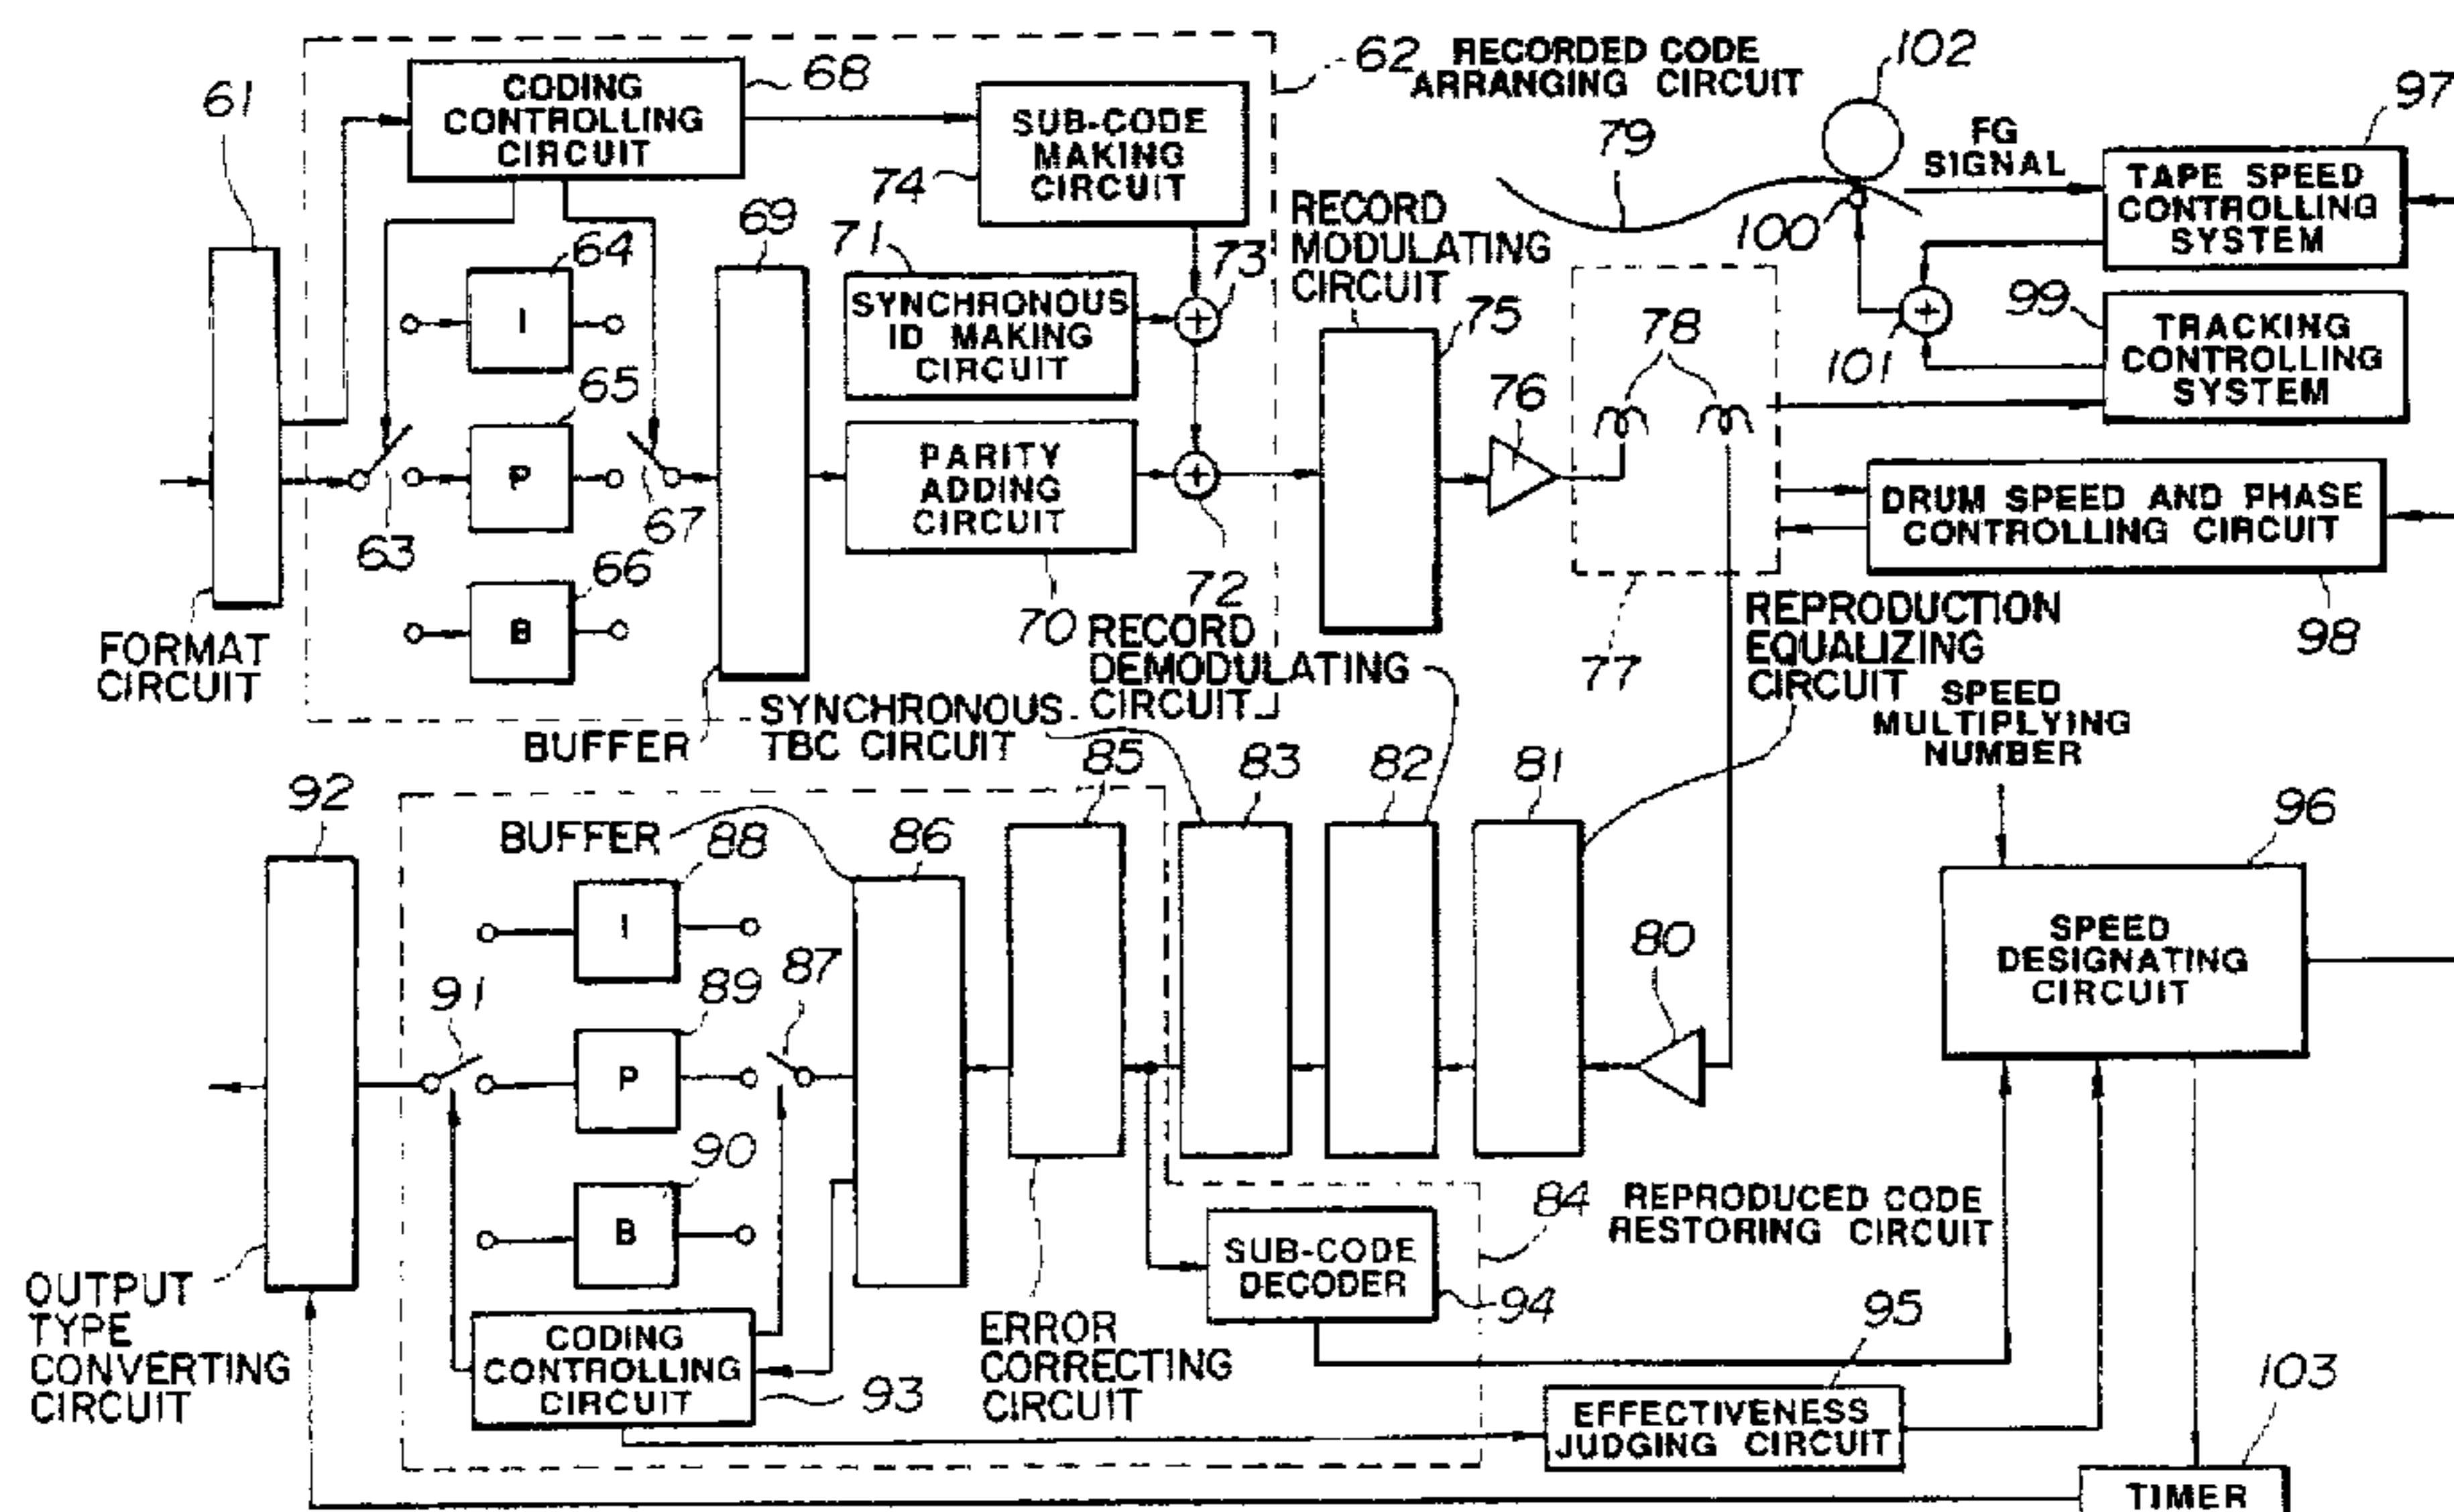 61
CODING
CONTROLLING
CIRCUIT
68
SUB-CODE
MAKING
CIRCUIT
74
62 RECORDED CODE
ARRANGING CIRCUIT
102
79
FG
SIGNAL
97
TAPE SPEED
CONTROLLING
SYSTEM
100
64
I
69
71
SYNCHRONOUS
ID MAKING
CIRCUIT
73
RECORD
MODULATING
CIRCUIT
75
78
99
TRACKING
CONTROLLING
SYSTEM
101
65
P
63
67
PARITY
ADDING
CIRCUIT
70
72
76
DRUM SPEED AND PHASE
CONTROLLING CIRCUIT
98
77
66
B
FORMAT
CIRCUIT
BUFFER
SYNCHRONOUS
TBC CIRCUIT
RECORD
DEMODULATING
CIRCUIT
REPRODUCTION
EQUALIZING
CIRCUIT
SPEED
MULTIPLYING
NUMBER
92
BUFFER
88
I
86
85
83
82
81
80
96
SPEED
DESIGNATING
CIRCUIT
91
89
P
87
90
B
OUTPUT
TYPE
CONVERTING
CIRCUIT
CODING
CONTROLLING
CIRCUIT
93
ERROR
CORRECTING
CIRCUIT
SUB-CODE
DECODER
94
84 REPRODUCED CODE
RESTORING CIRCUIT
95
EFFECTIVENESS
JUDGING CIRCUIT
103
TIMER